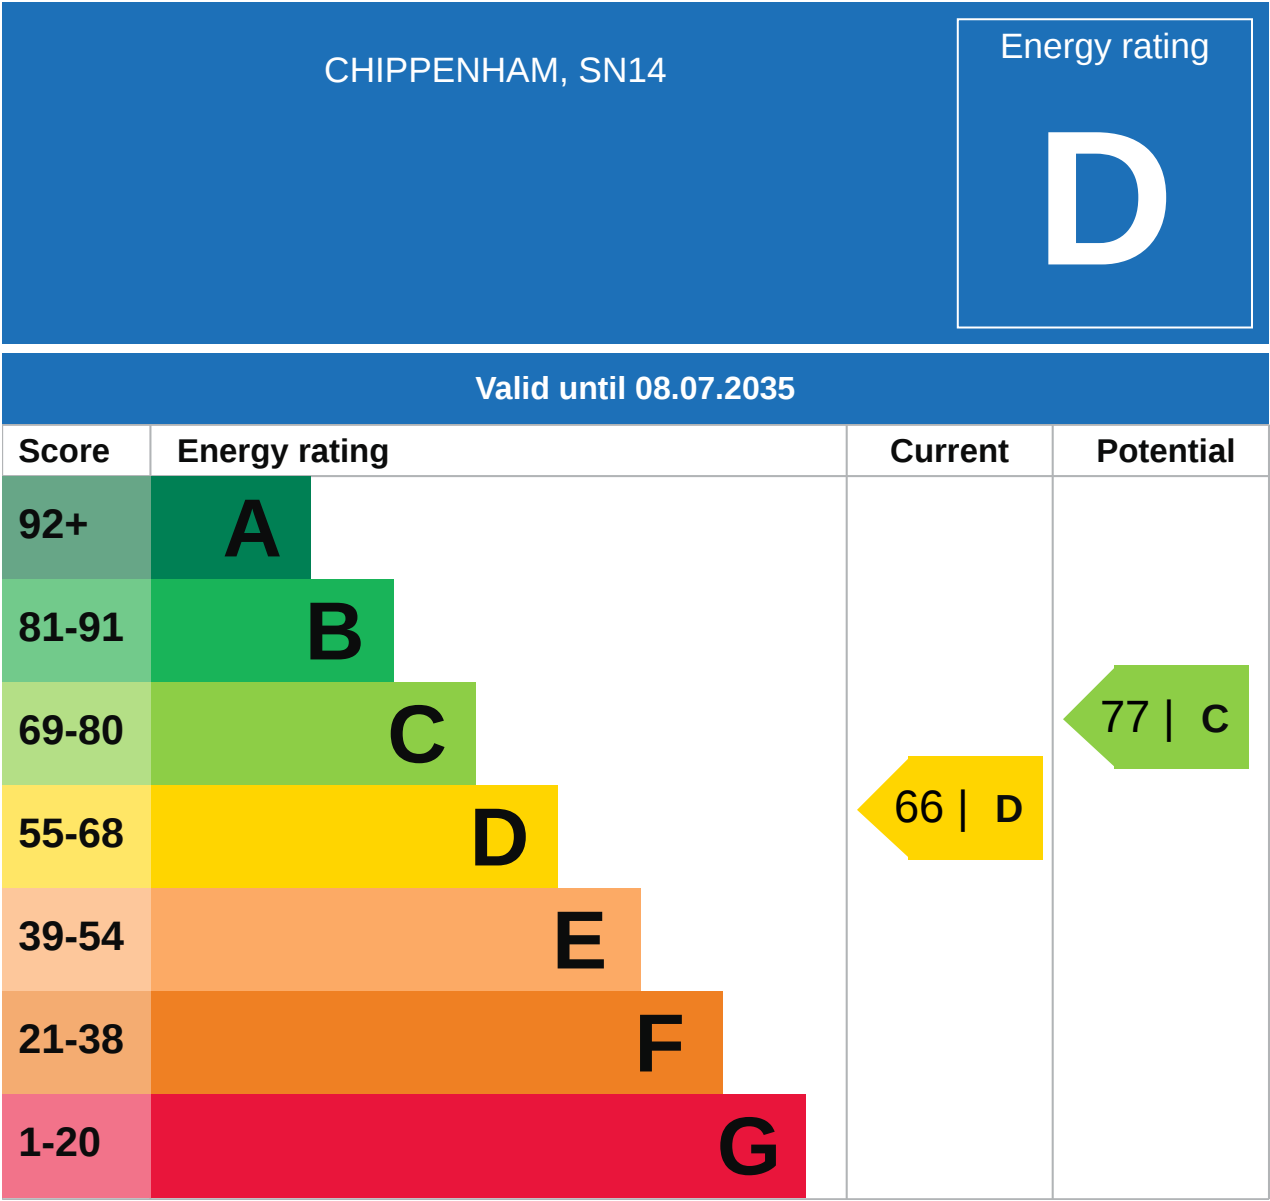 CHIPPENHAM, SN14
Energy rating
D
Valid until 08.07.2035
Score Energy rating Current Potential
92+ A
81-91 B
69-80 C
77 | C
55-68 D
66 | D
39-54 E
21-38 F
1-20 G